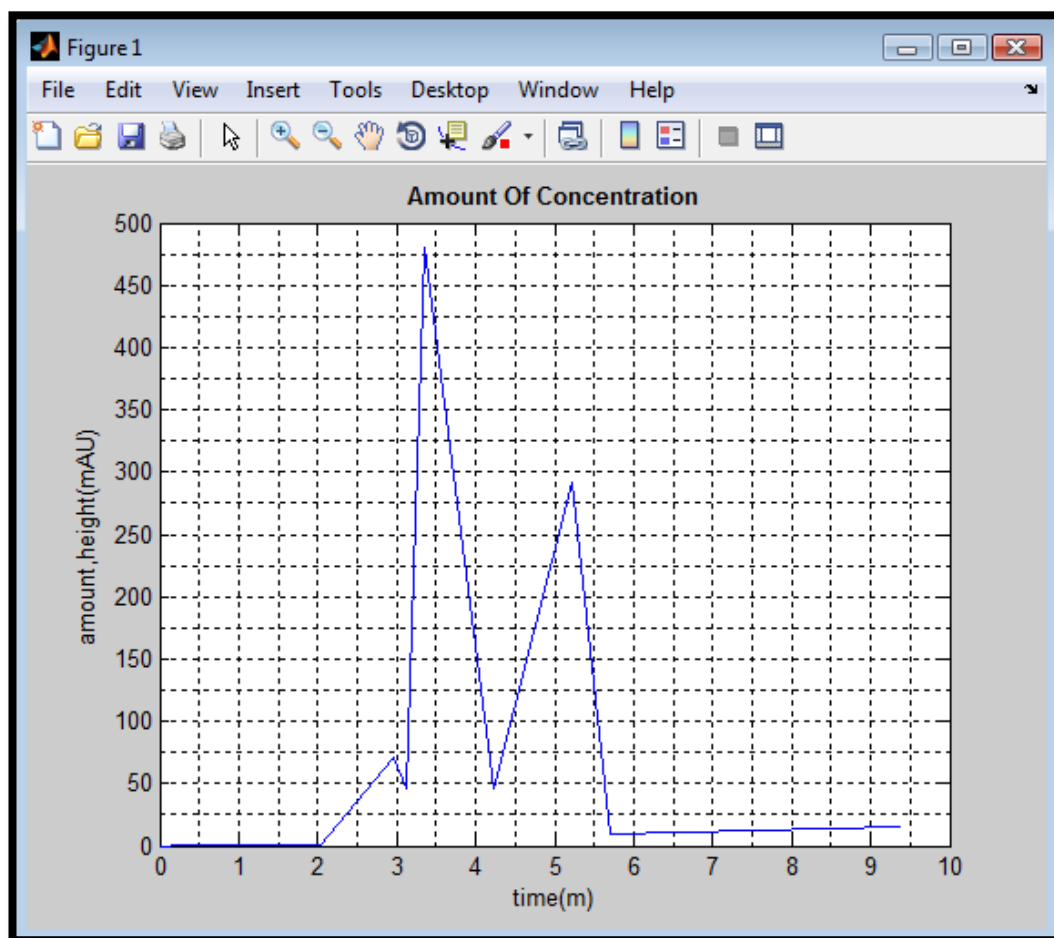 Figure 1
File Edit View Insert Tools Desktop Window Help
Amount Of Concentration
500
450
400
350
300
250
200
150
100
50
0
amount,height(mAU)
0 1 2 3 4 5 6 7 8 9 10
time(m)